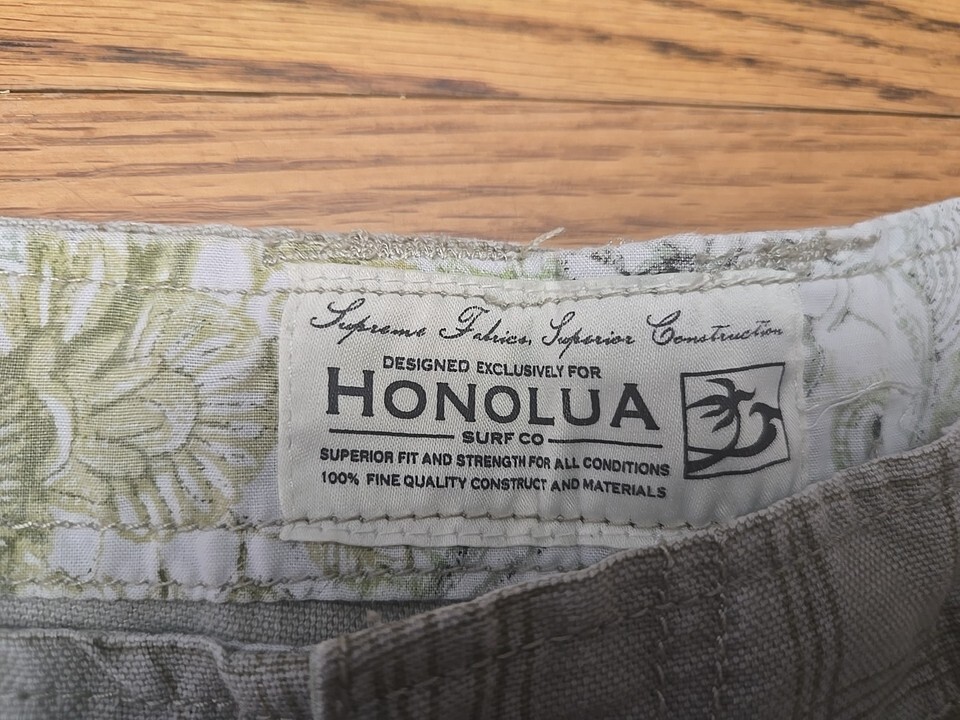 Supreme Fabrics, Superior Construction
DESIGNED EXCLUSIVELY FOR
HONOLUA
SURF CO
SUPERIOR FIT AND STRENGTH FOR ALL CONDITIONS
100% FINE QUALITY CONSTRUCT AND MATERIALS